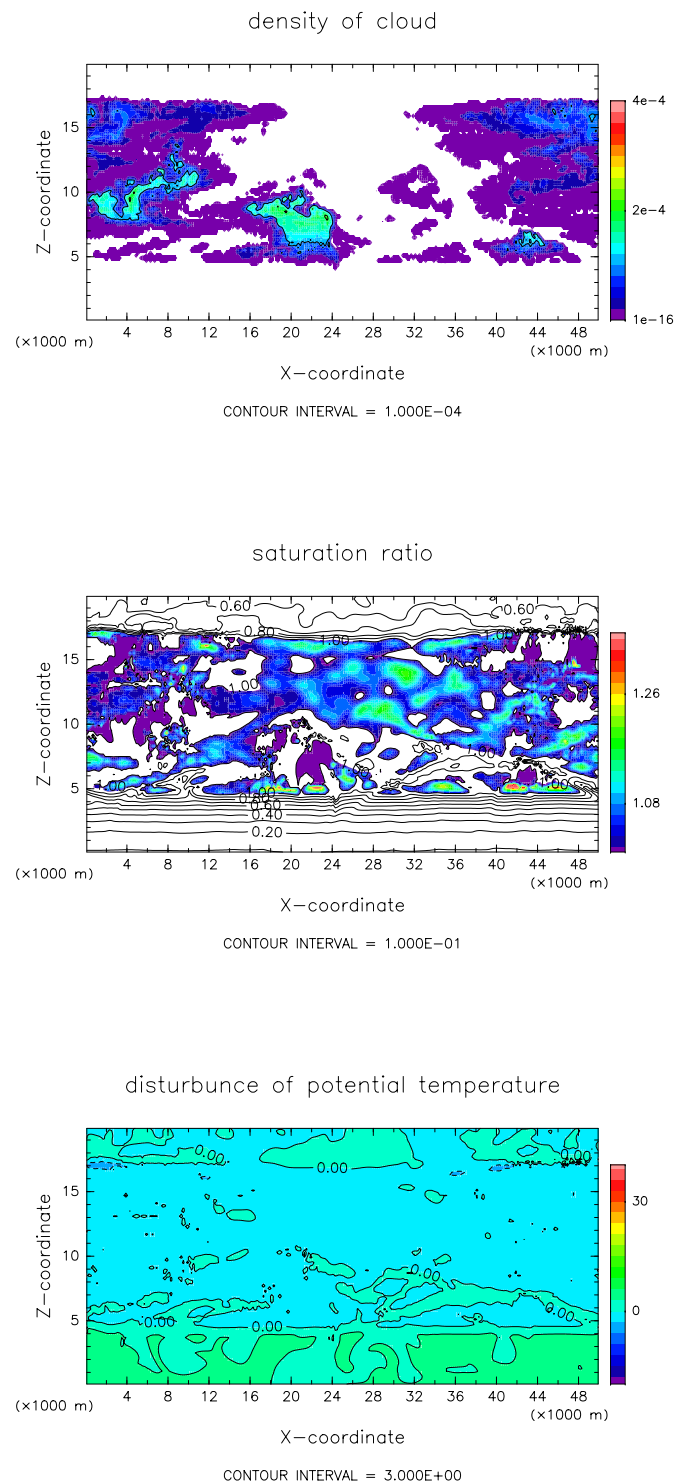 density of cloud
15
10
5
Z-coordinate
4e-4
2e-4
1e-16
4 8 12 16 20 24 28 32 36 40 44 48
(×1000 m) (×1000 m)
X-coordinate
CONTOUR INTERVAL = 1.000E-04
saturation ratio
0.60 0.60
0.80 1.00 1.00
15
1.00
10
Z-coordinate
1.26
1.08
1.00
5
1.00
0.80
0.60
0.40
0.20
4 8 12 16 20 24 28 32 36 40 44 48
(×1000 m) (×1000 m)
X-coordinate
CONTOUR INTERVAL = 1.000E-01
disturbunce of potential temperature
0.00 0.00 0.00
15
10
5
Z-coordinate
30
0
0.00
0.00 0.00 0.00
4 8 12 16 20 24 28 32 36 40 44 48
(×1000 m) (×1000 m)
X-coordinate
CONTOUR INTERVAL = 3.000E+00